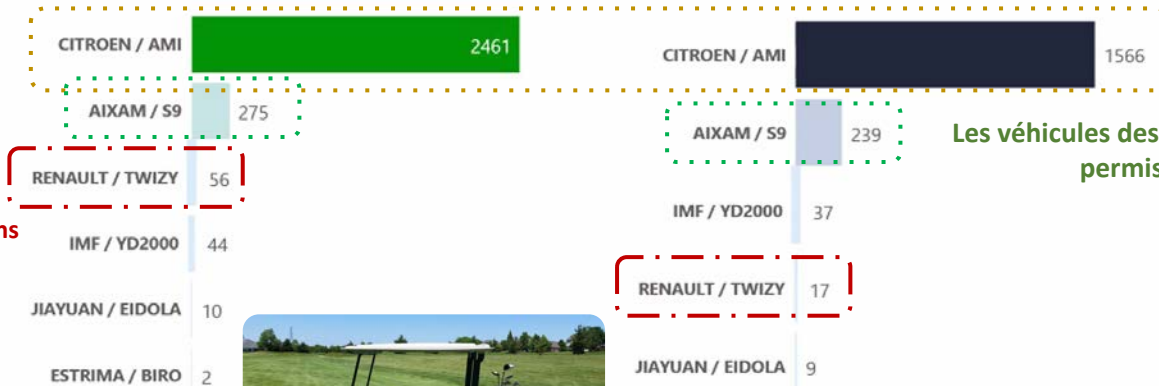 CITROEN / AMI 2461
AIXAM / S9 275
RENAULT / TWIZY 56
IMF / YD2000 44
JIAYUAN / EIDOLA 10
ESTRIMA / BIRO 2
CITROEN / AMI 1566
AIXAM / S9 239
IMF / YD2000 37
RENAULT / TWIZY 17
JIAYUAN / EIDOLA 9
Les véhicules des
permis